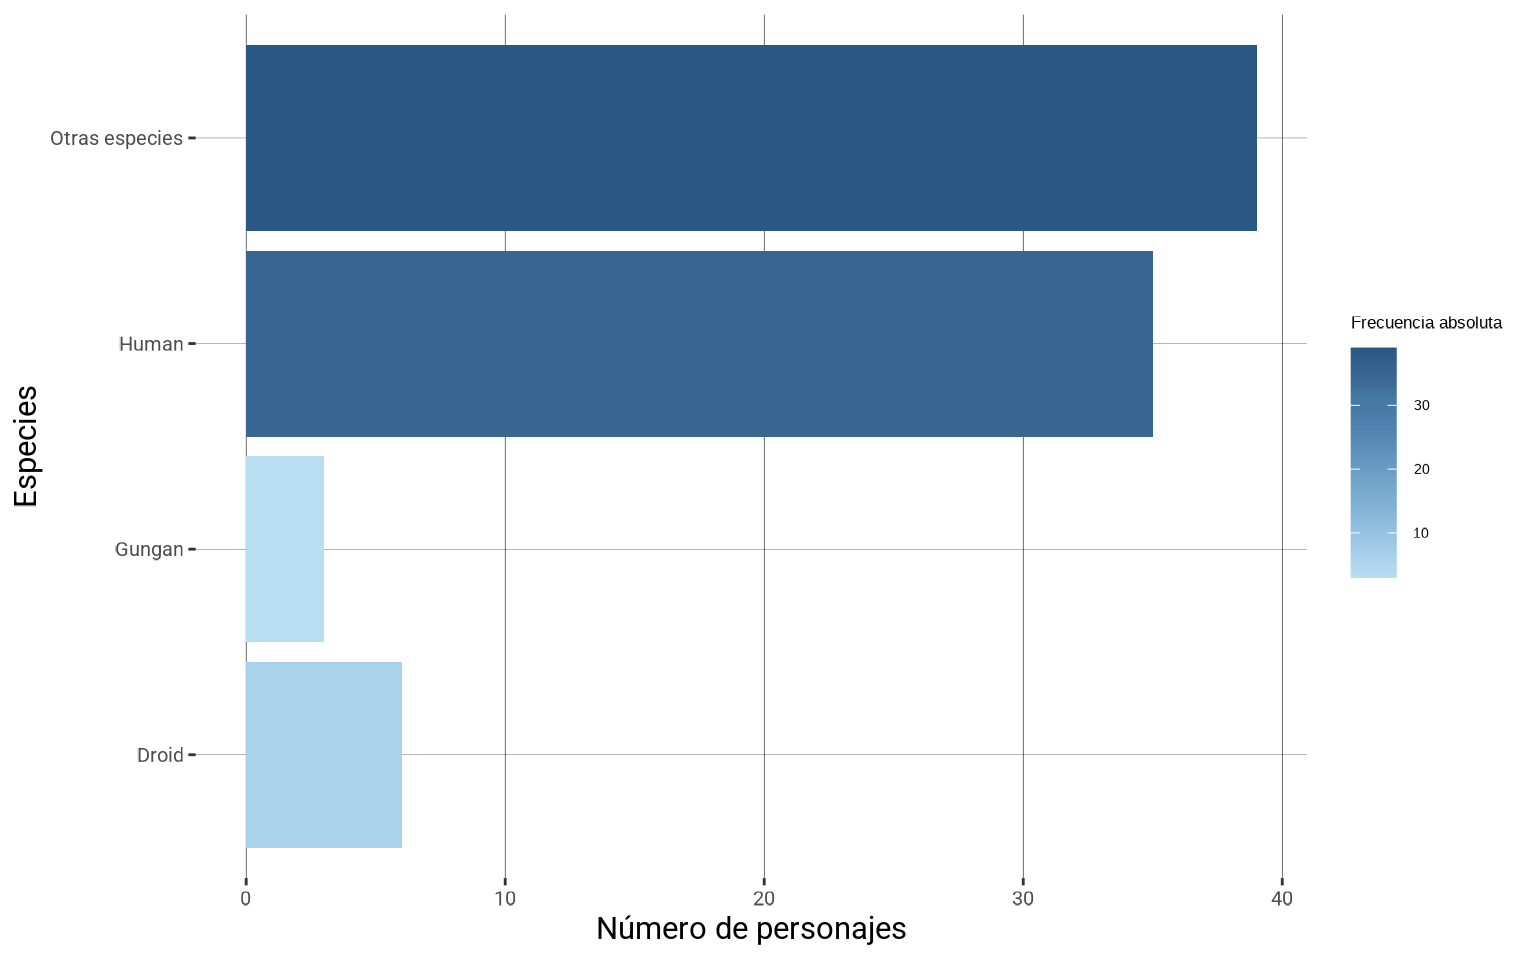 Otras especies
Human
Gungan
Droid
Especies
0 10 20 30 40
Número de personajes
Frecuencia absoluta
30
20
10